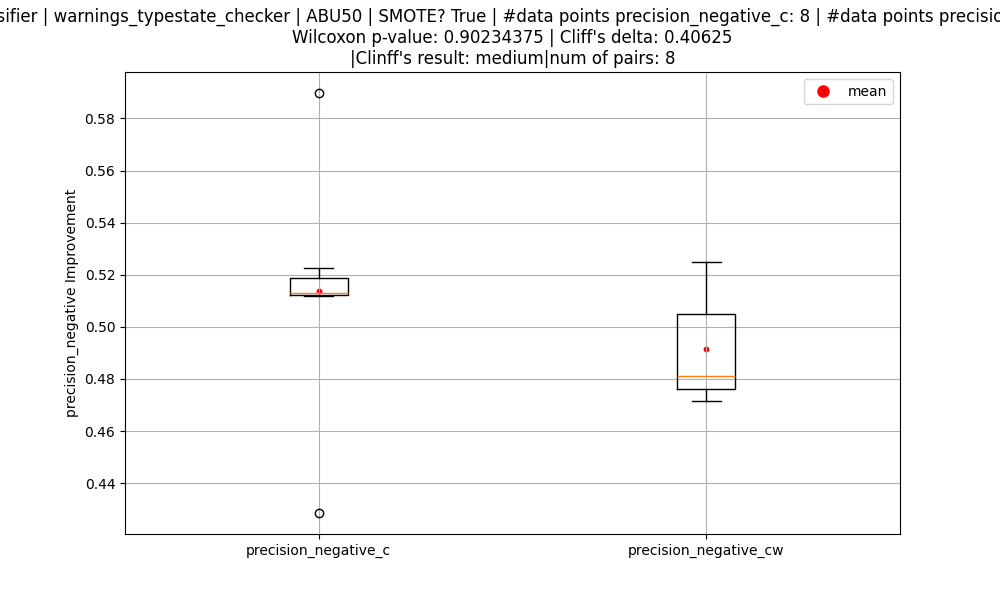 sifier | warnings_typestate_checker | ABU50 | SMOTE? True | #data points precision_negative_c: 8 | #data points precisio
Wilcoxon p-value: 0.90234375 | Cliff's delta: 0.40625
|Clinff's result: medium|num of pairs: 8
mean
0.58
0.56
0.54
0.52
0.50
0.48
0.46
0.44
precision_negative Improvement
precision_negative_c
precision_negative_cw